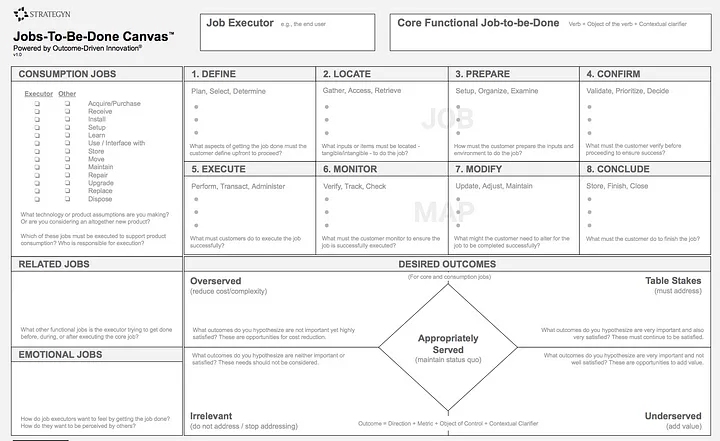 STRATEGYN
Jobs-To-Be-Done Canvas™
Powered by Outcome-Driven Innovation®
v1.0
Job Executor e.g., the end user
Core Functional Job-to-be-Done Verb + Object of the verb + Contextual clarifier
CONSUMPTION JOBS
Executor Other
Acquire/Purchase
Receive
Install
Setup
Learn
Use / Interface with
Store
Move
Maintain
Repair
Upgrade
Replace
Dispose
What technology or product assumptions are you making?
Or are you considering an altogether new product?
Which of these jobs must be executed to support product
consumption? Who is responsible for execution?
JOB
MAP
1. DEFINE
Plan, Select, Determine
What aspects of getting the job done must the
customer define upfront to proceed?
2. LOCATE
Gather, Access, Retrieve
What inputs or items must be located -
tangible/intangible - to do the job?
3. PREPARE
Setup, Organize, Examine
How must the customer prepare the inputs and
environment to do the job?
4. CONFIRM
Validate, Prioritize, Decide
What must the customer verify before
proceeding to ensure success?
5. EXECUTE
Perform, Transact, Administer
What must customers do to execute the job
successfully?
6. MONITOR
Verify, Track, Check
What must the customer monitor to ensure the
job is successfully executed?
7. MODIFY
Update, Adjust, Maintain
What might the customer need to alter for the
job to be completed successfully?
8. CONCLUDE
Store, Finish, Close
What must the customer do to finish the job?
RELATED JOBS
What other functional jobs is the executor trying to get done
before, during, or after executing the core job?
EMOTIONAL JOBS
How do job executors want to feel by getting the job done?
How do they want to be perceived by others?
DESIRED OUTCOMES
(For core and consumption jobs)
Overserved
(reduce cost/complexity)
What outcomes do you hypothesize are not important yet highly
satisfied? These are opportunities for cost reduction.
Table Stakes
(must address)
What outcomes do you hypothesize are very important and also
very satisfied? These must continue to be satisfied.
Appropriately
Served
(maintain status quo)
What outcomes do you hypothesize are neither important or
satisfied? These needs should not be considered.
Irrelevant
(do not address / stop addressing)
What outcomes do you hypothesize are very important and not
well satisfied? These are opportunities to add value.
Underserved
(add value)
Outcome = Direction + Metric + Object of Control + Contextual Clarifier